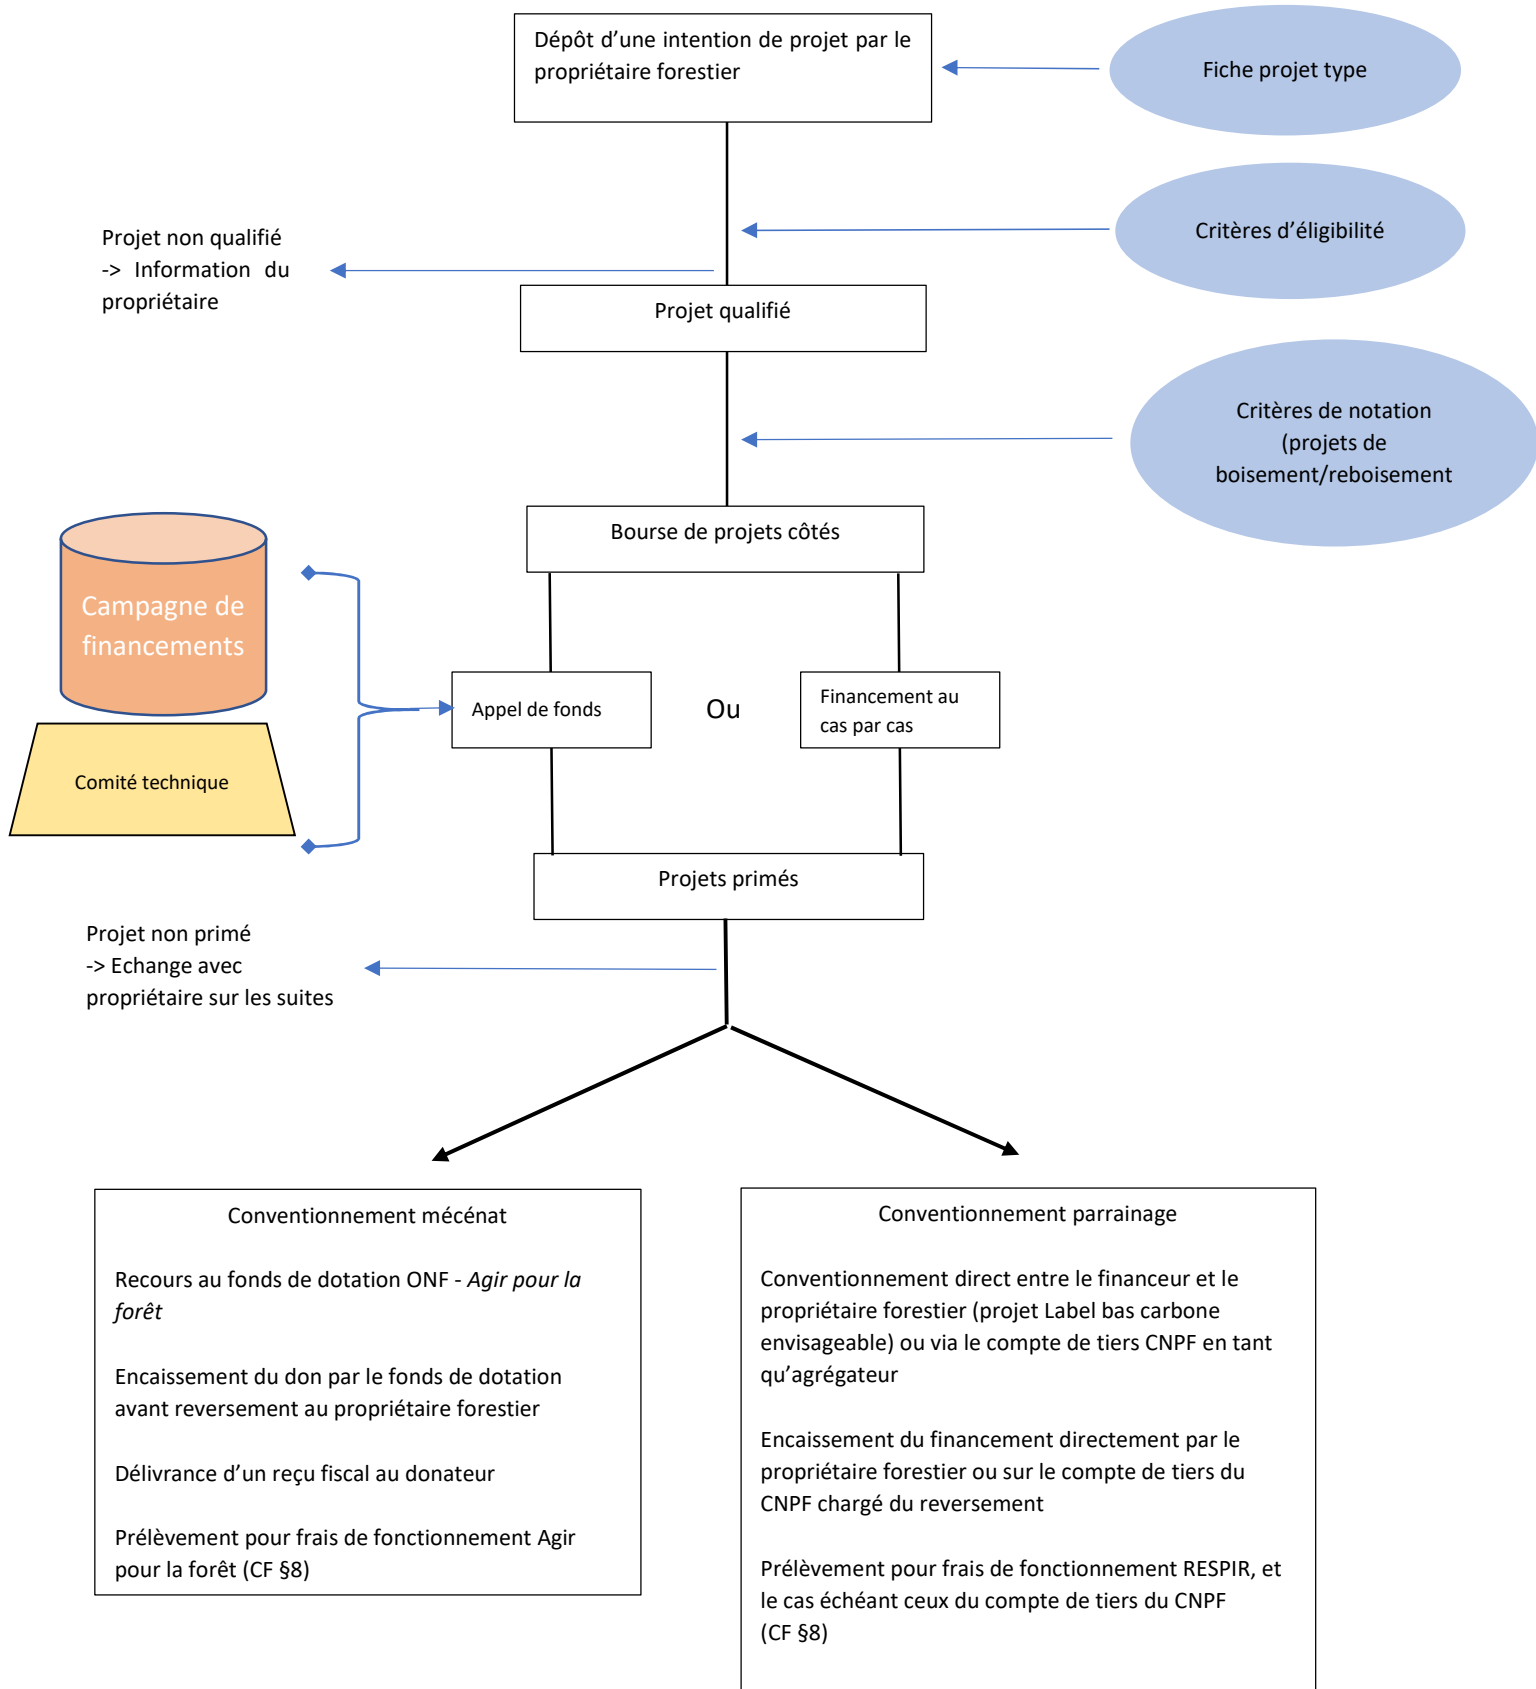 Dépôt d’une intention de projet par le
propriétaire forestier
Fiche projet type
Critères d’éligibilité
Projet non qualifié
-> Information du
propriétaire
Projet qualifié
Critères de notation
(projets de
boisement/reboisement
Bourse de projets côtés
Campagne de
financements
Appel de fonds
Ou
Financement au
cas par cas
Comité technique
Projets primés
Projet non primé
-> Echange avec
propriétaire sur les suites
Conventionnement mécénat
Recours au fonds de dotation ONF - Agir pour la
forêt
Encaissement du don par le fonds de dotation
avant reversement au propriétaire forestier
Délivrance d’un reçu fiscal au donateur
Prélèvement pour frais de fonctionnement Agir
pour la forêt (CF §8)
Conventionnement parrainage
Conventionnement direct entre le financeur et le
propriétaire forestier (projet Label bas carbone
envisageable) ou via le compte de tiers CNPF en tant
qu’agrégateur
Encaissement du financement directement par le
propriétaire forestier ou sur le compte de tiers du
CNPF chargé du reversement
Prélèvement pour frais de fonctionnement RESPIR, et
le cas échéant ceux du compte de tiers du CNPF
(CF §8)